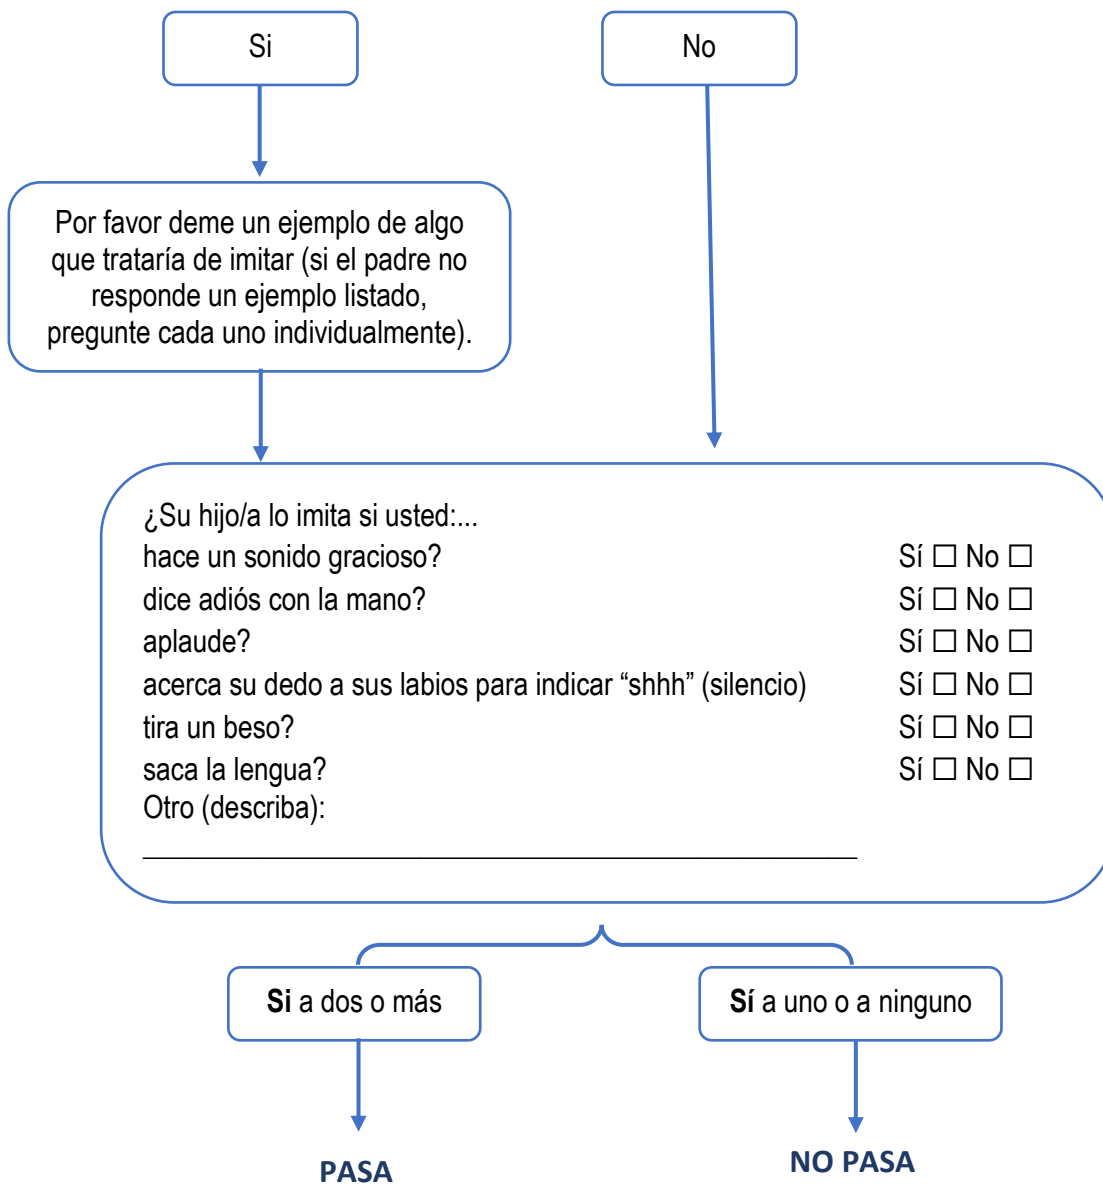 Si
No
Por favor deme un ejemplo de algo
que trataría de imitar (si el padre no
responde un ejemplo listado,
pregunte cada uno individualmente).
¿Su hijo/a lo imita si usted:...
hace un sonido gracioso? Sí ☐ No ☐
dice adiós con la mano? Sí ☐ No ☐
aplaude? Sí ☐ No ☐
acerca su dedo a sus labios para indicar “shhh” (silencio) Sí ☐ No ☐
tira un beso? Sí ☐ No ☐
saca la lengua? Sí ☐ No ☐
Otro (describa):
Si a dos o más
Sí a uno o a ninguno
PASA
NO PASA